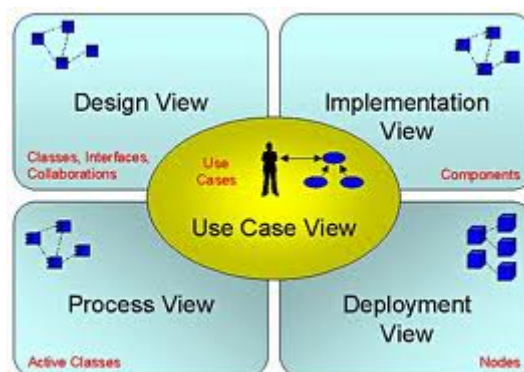 Design View
Classes, Interfaces,
Collaborations
Implementation
View
Components
Use
Cases
Use Case View
Process View
Active Classes
Deployment
View
Nodes